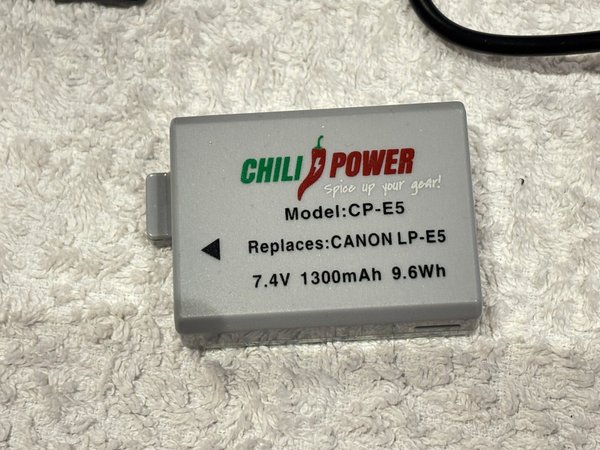 CHILI POWER
Spice up your gear!
Model:CP-E5
Replaces:CANON LP-E5
7.4V 1300mAh 9.6Wh